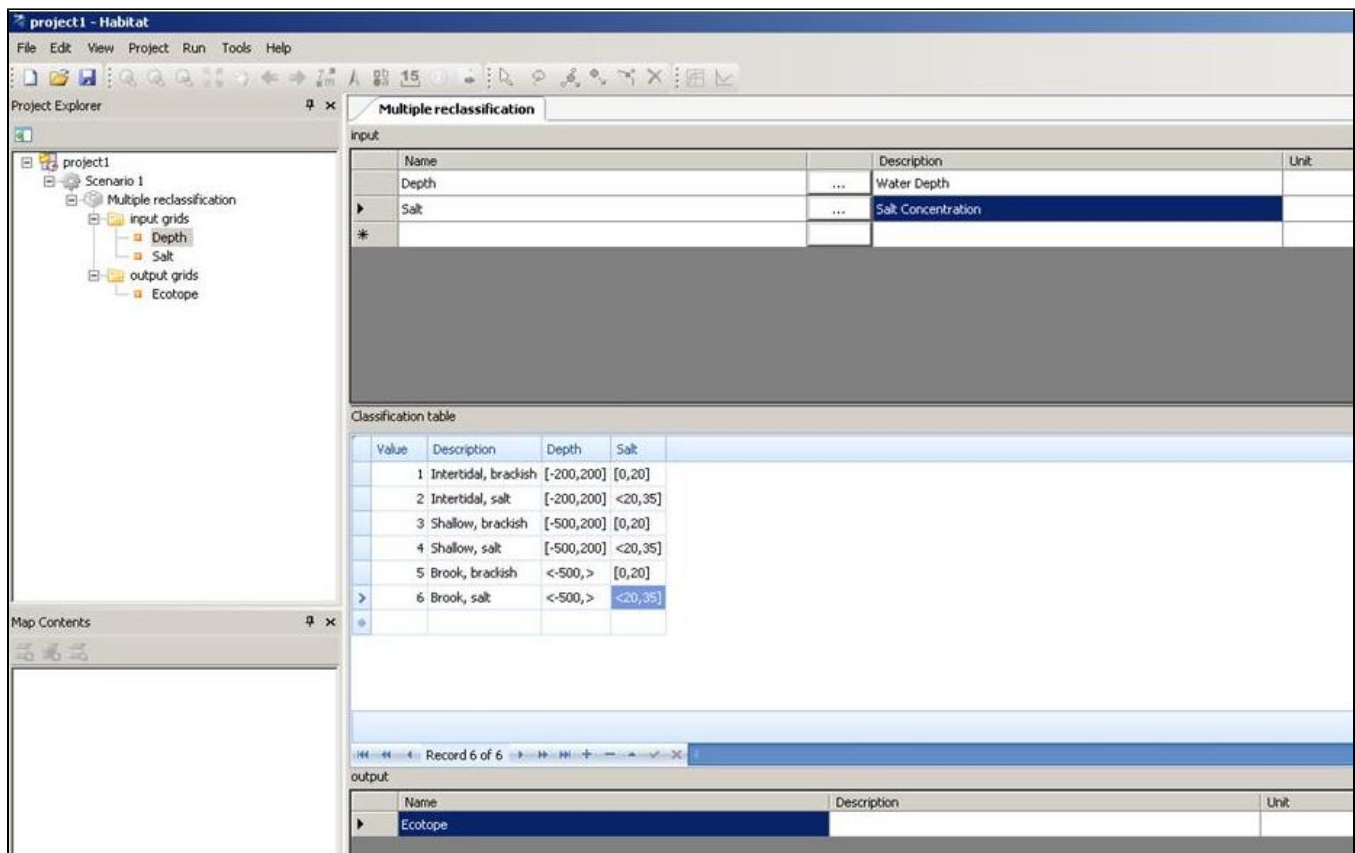 project1 - Habitat
File Edit View Project Run Tools Help
15
Project Explorer
project1
Scenario 1
Multiple reclassification
input grids
Depth
Salt
output grids
Ecotope
Map Contents
Multiple reclassification
input
Name Description Unit
Depth ... Water Depth
Salt ... Salt Concentration
Classification table
Value Description Depth Salt
1 Intertidal, brackish [-200,200] [0,20]
2 Intertidal, salt [-200,200] <20,35]
3 Shallow, brackish [-500,200] [0,20]
4 Shallow, salt [-500,200] <20,35]
5 Brook, brackish <-500,> [0,20]
6 Brook, salt <-500,> <20,35]
Record 6 of 6
output
Name Description Unit
Ecotope